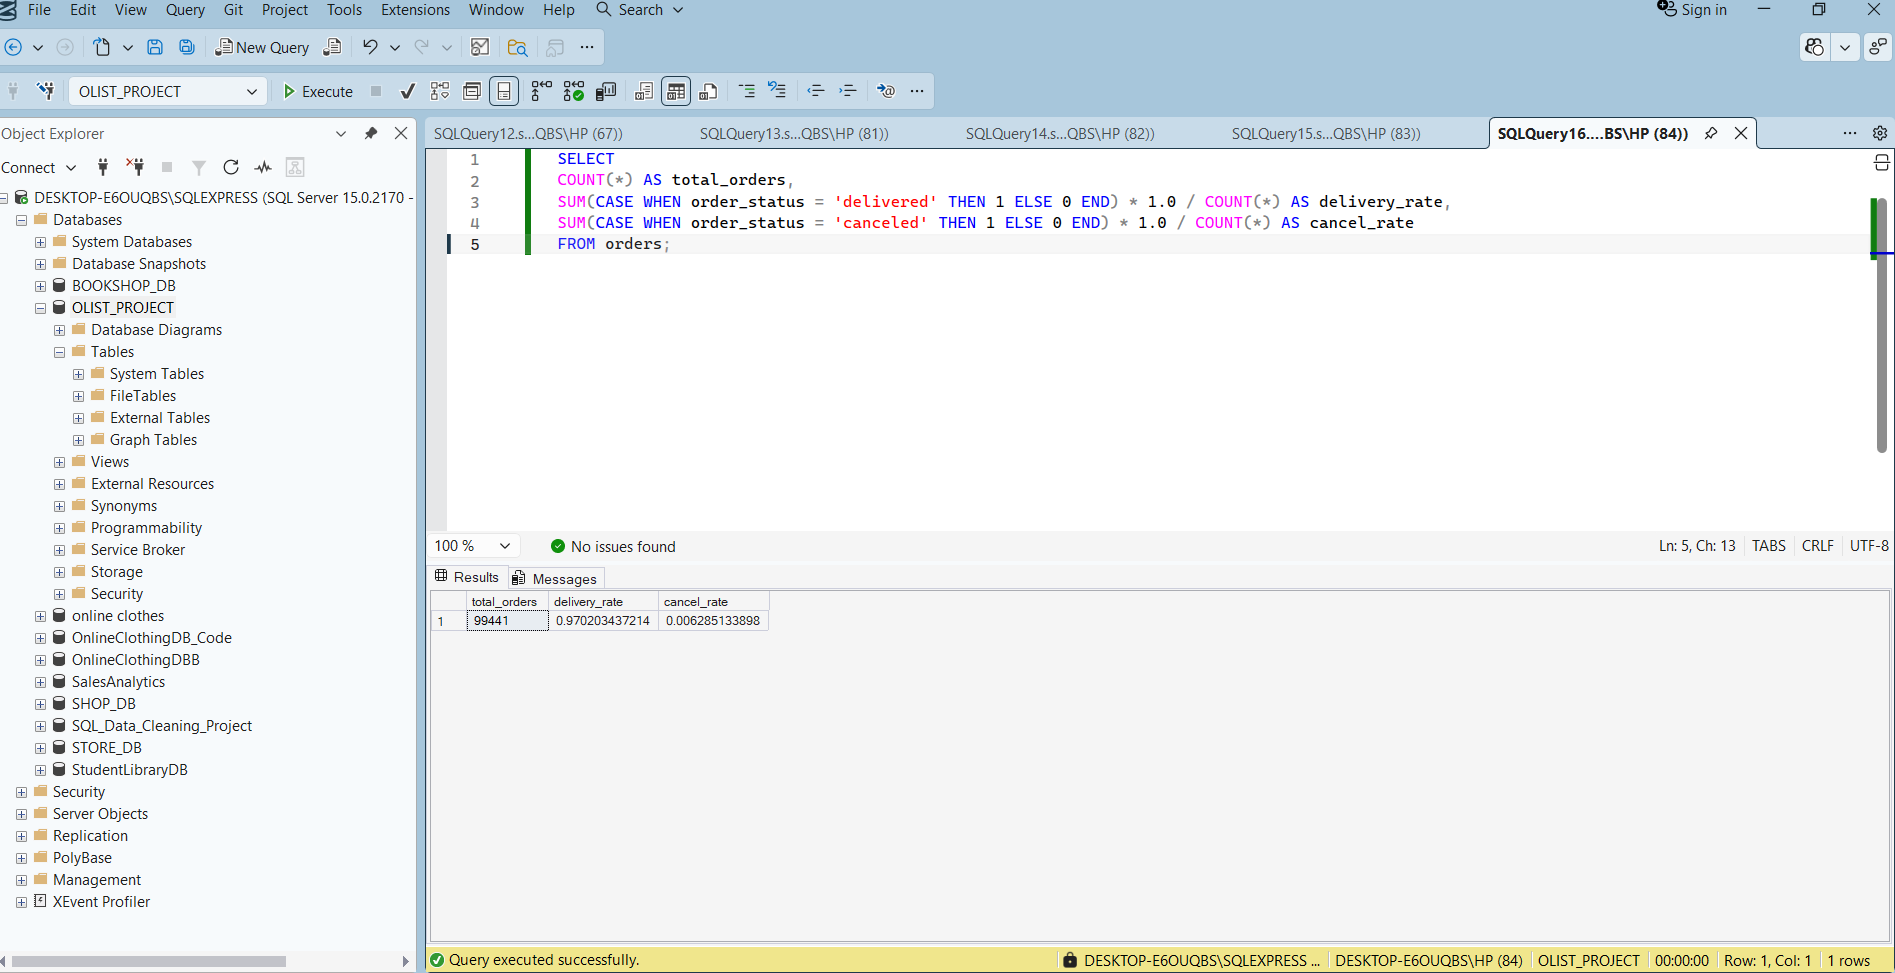 File Edit View Query Git Project Tools Extensions Window Help Search Sign in
New Query
OLIST_PROJECT Execute
Object Explorer
Connect
DESKTOP-E6OUQBS\SQLEXPRESS (SQL Server 15.0.2170 -
Databases
System Databases
Database Snapshots
BOOKSHOP_DB
OLIST_PROJECT
Database Diagrams
Tables
System Tables
FileTables
External Tables
Graph Tables
Views
External Resources
Synonyms
Programmability
Service Broker
Storage
Security
online clothes
OnlineClothingDB_Code
OnlineClothingDBB
SalesAnalytics
SHOP_DB
SQL_Data_Cleaning_Project
STORE_DB
StudentLibraryDB
Security
Server Objects
Replication
PolyBase
Management
XEvent Profiler
SQLQuery12.s...QBS\HP (67)) SQLQuery13.s...QBS\HP (81)) SQLQuery14.s...QBS\HP (82)) SQLQuery15.s...QBS\HP (83)) SQLQuery16....BS\HP (84))
1 SELECT
2 COUNT(*) AS total_orders,
3 SUM(CASE WHEN order_status = 'delivered' THEN 1 ELSE 0 END) * 1.0 / COUNT(*) AS delivery_rate,
4 SUM(CASE WHEN order_status = 'canceled' THEN 1 ELSE 0 END) * 1.0 / COUNT(*) AS cancel_rate
5 FROM orders;
100 % No issues found Ln: 5, Ch: 13 TABS CRLF UTF-8
Results Messages
total_orders delivery_rate cancel_rate
1 99441 0.970203437214 0.006285133898
Query executed successfully. DESKTOP-E6OUQBS\SQLEXPRESS ... DESKTOP-E6OUQBS\HP (84) OLIST_PROJECT 00:00:00 Row: 1, Col: 1 1 rows